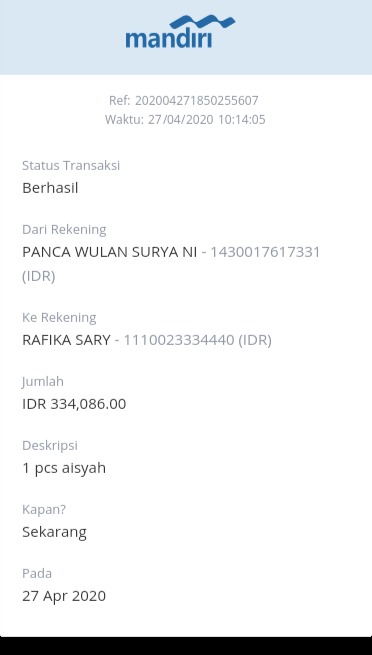 mandiri
Ref: 202004271850255607
Waktu: 27/04/2020 10:14:05
Status Transaksi
Berhasil
Dari Rekening
PANCA WULAN SURYA NI - 1430017617331
(IDR)
Ke Rekening
RAFIKA SARY - 1110023334440 (IDR)
Jumlah
IDR 334,086.00
Deskripsi
1 pcs aisyah
Kapan?
Sekarang
Pada
27 Apr 2020